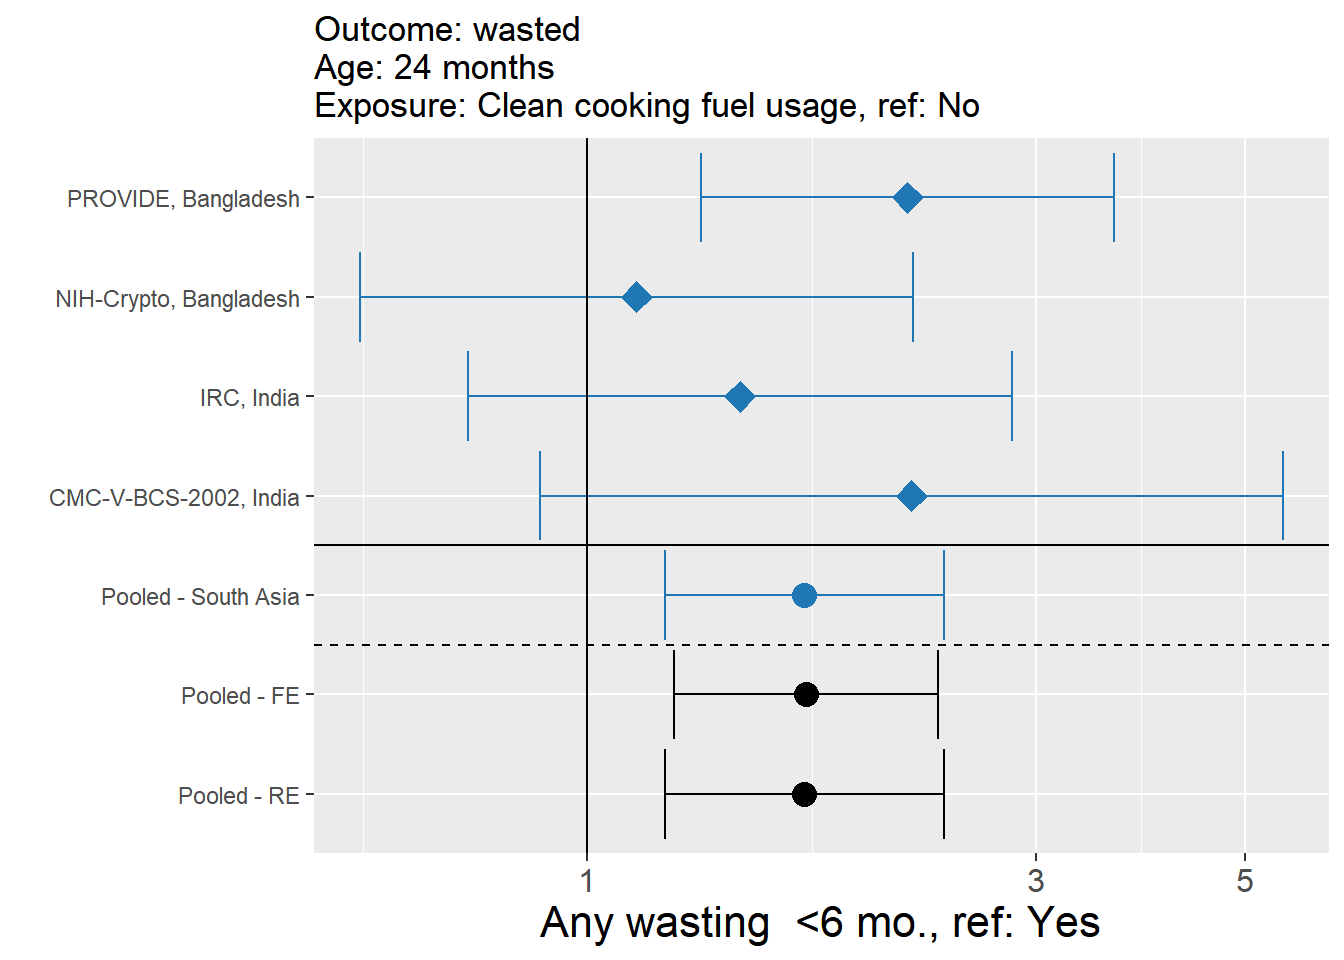 Outcome: wasted
Age: 24 months
Exposure: Clean cooking fuel usage, ref: No
PROVIDE, Bangladesh
NIH-Crypto, Bangladesh
IRC, India
CMC-V-BCS-2002, India
Pooled - South Asia
Pooled - FE
Pooled - RE
1 3 5
Any wasting  <6 mo., ref: Yes